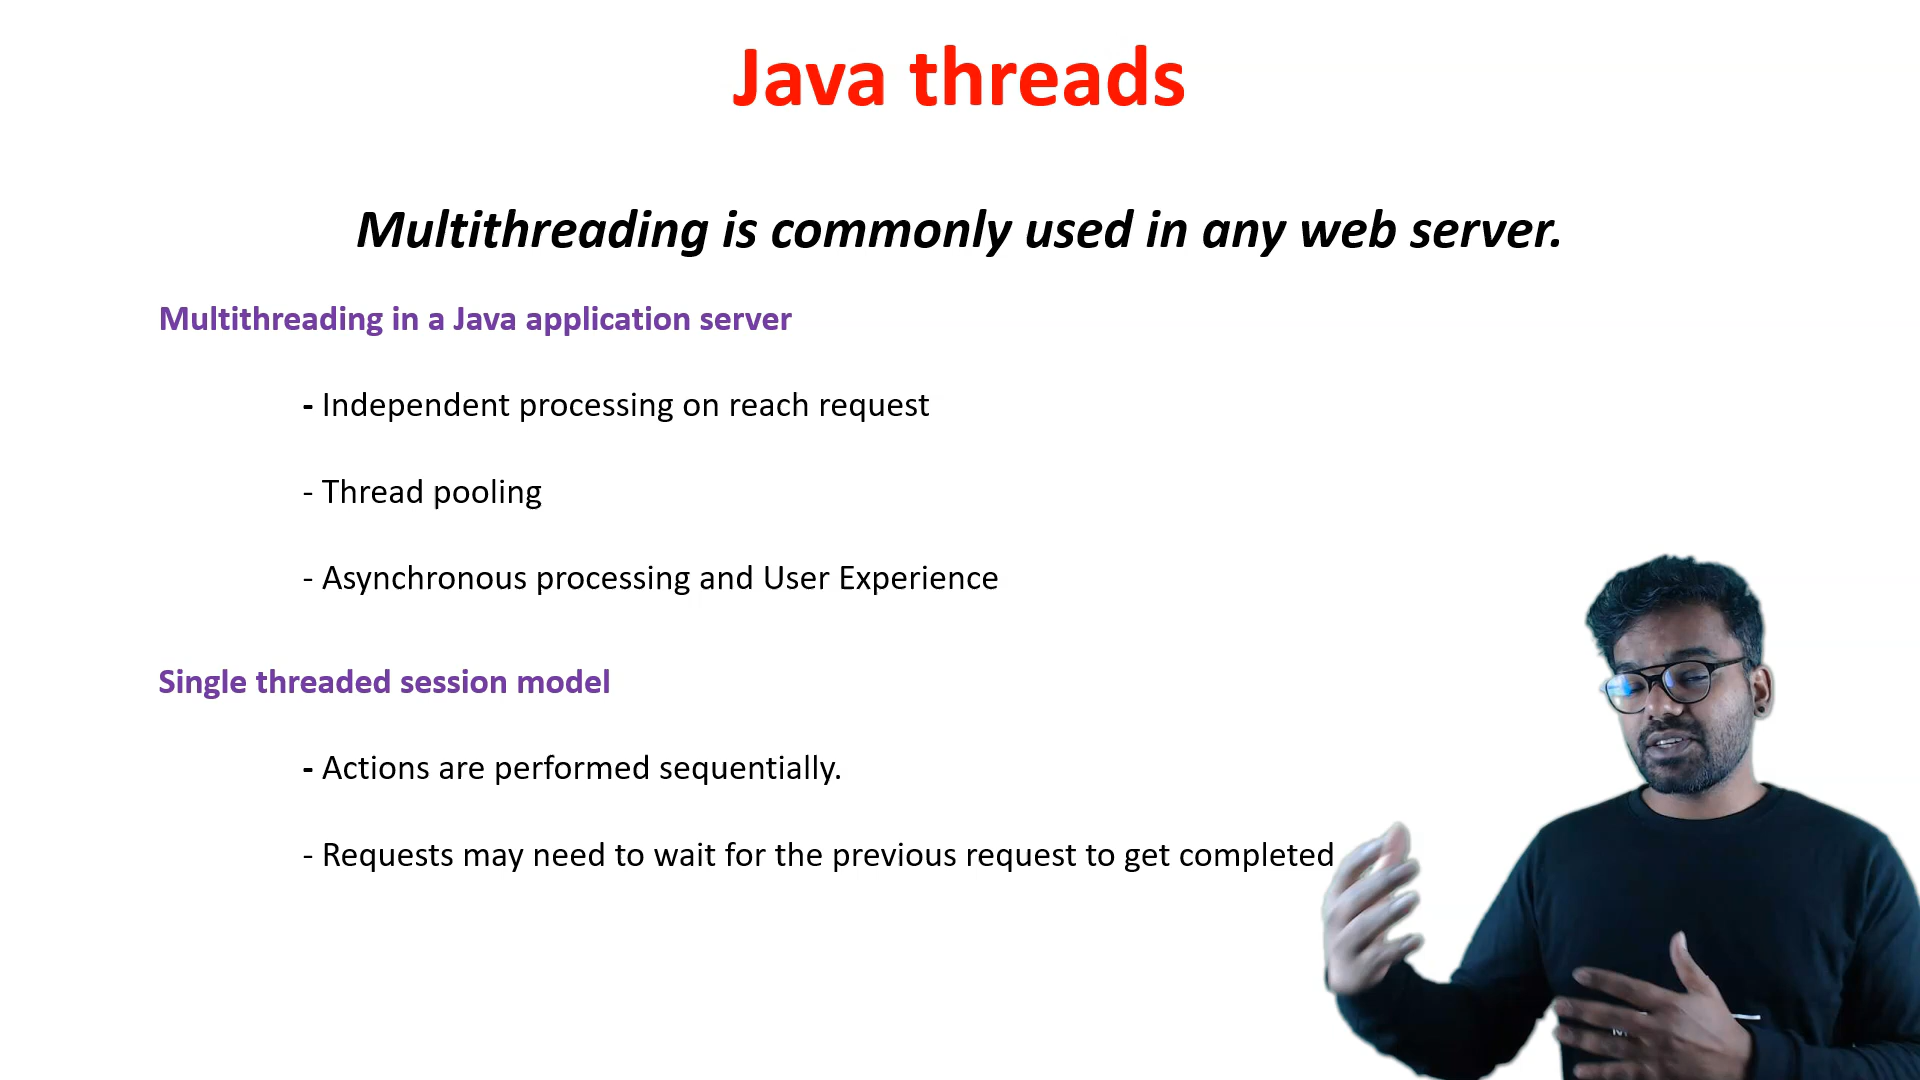 Java threads
Multithreading is commonly used in any web server.
Multithreading in a Java application server
- Independent processing on reach request
- Thread pooling
- Asynchronous processing and User Experience
Single threaded session model
- Actions are performed sequentially.
- Requests may need to wait for the previous request to get completed